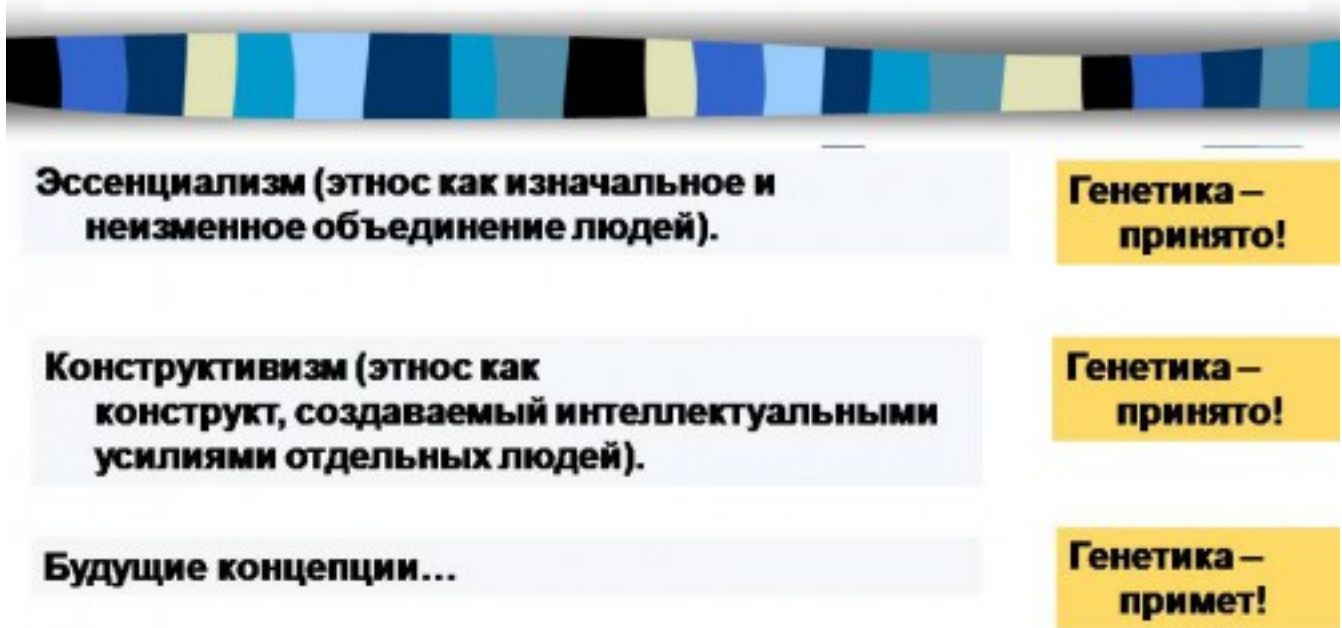 Эссенциализм (этнос как изначальное и
неизменное объединение людей).
Генетика –
принято!
Конструктивизм (этнос как
конструкт, создаваемый интеллектуальными
усилиями отдельных людей).
Генетика –
принято!
Будущие концепции...
Генетика –
примет!